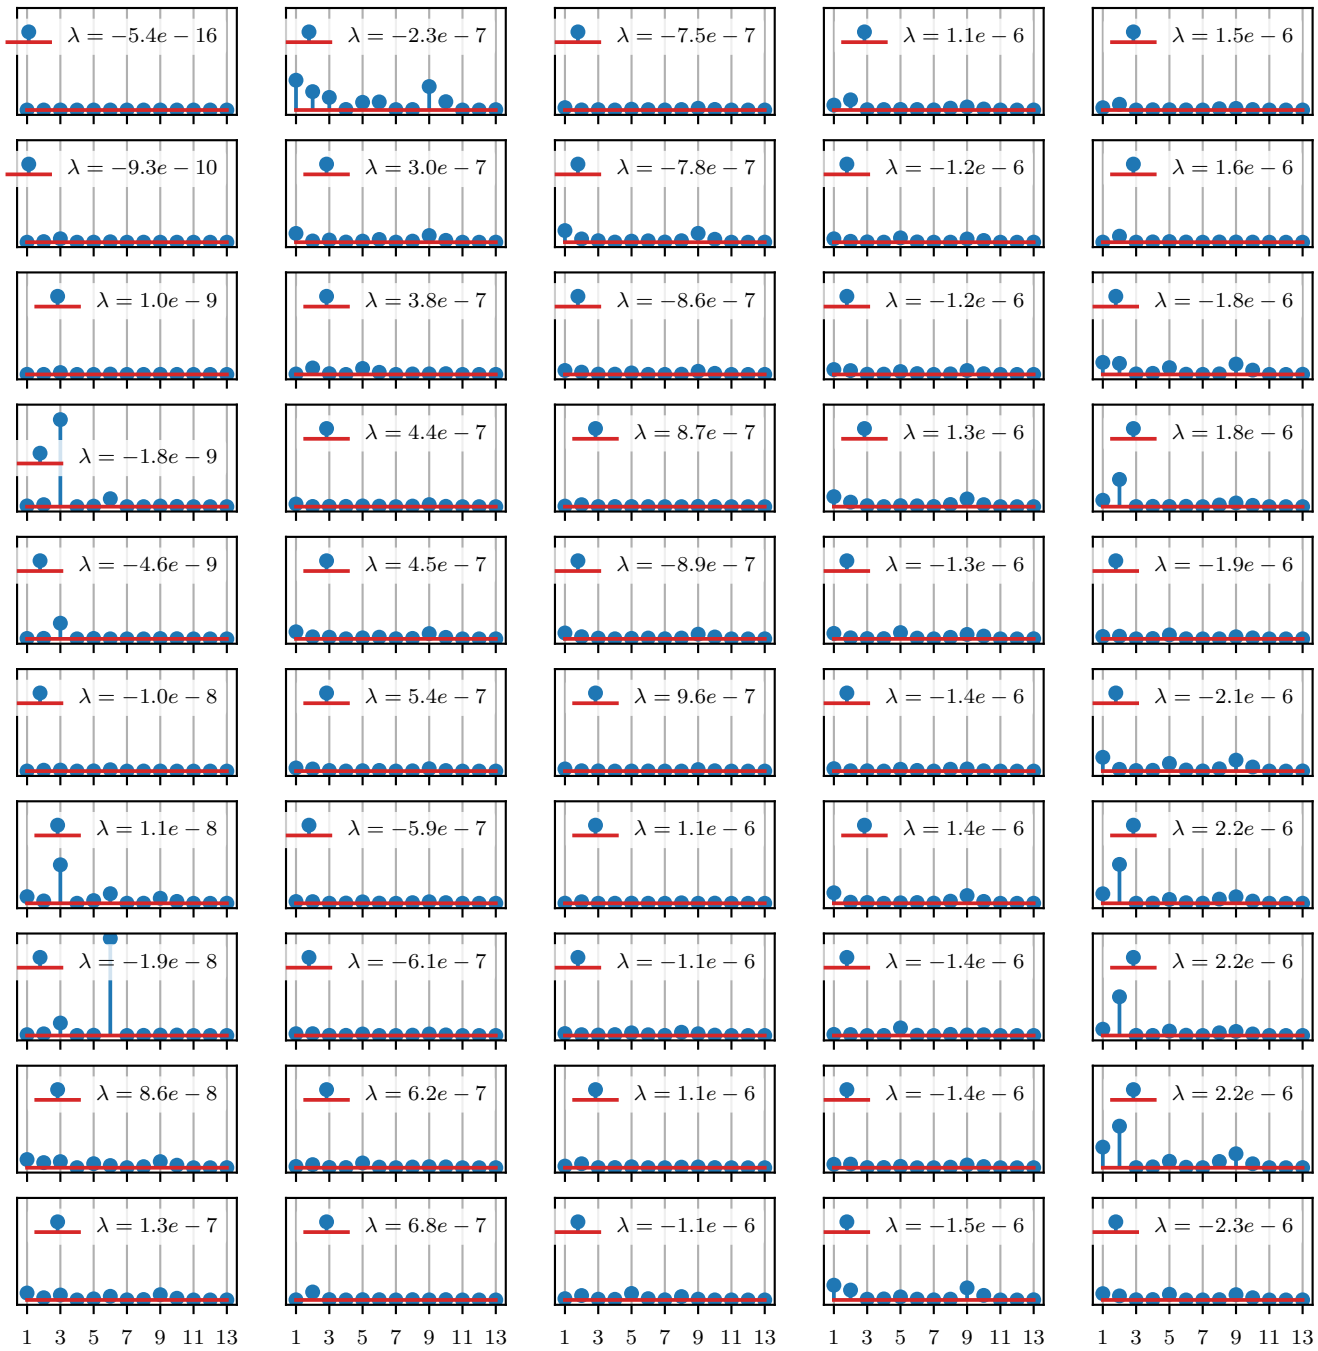 λ = −5.4e − 16 λ = −2.3e − 7 λ = −7.5e − 7 λ = 1.1e − 6 λ = 1.5e − 6
λ = −9.3e − 10 λ = 3.0e − 7 λ = −7.8e − 7 λ = −1.2e − 6 λ = 1.6e − 6
λ = 1.0e − 9 λ = 3.8e − 7 λ = −8.6e − 7 λ = −1.2e − 6 λ = −1.8e − 6
λ = −1.8e − 9 λ = 4.4e − 7 λ = 8.7e − 7 λ = 1.3e − 6 λ = 1.8e − 6
λ = −4.6e − 9 λ = 4.5e − 7 λ = −8.9e − 7 λ = −1.3e − 6 λ = −1.9e − 6
λ = −1.0e − 8 λ = 5.4e − 7 λ = 9.6e − 7 λ = −1.4e − 6 λ = −2.1e − 6
λ = 1.1e − 8 λ = −5.9e − 7 λ = 1.1e − 6 λ = 1.4e − 6 λ = 2.2e − 6
λ = −1.9e − 8 λ = −6.1e − 7 λ = −1.1e − 6 λ = −1.4e − 6 λ = 2.2e − 6
λ = 8.6e − 8 λ = 6.2e − 7 λ = 1.1e − 6 λ = −1.4e − 6 λ = 2.2e − 6
λ = 1.3e − 7 λ = 6.8e − 7 λ = −1.1e − 6 λ = −1.5e − 6 λ = −2.3e − 6
1 3 5 7 9 11 13 1 3 5 7 9 11 13 1 3 5 7 9 11 13 1 3 5 7 9 11 13 1 3 5 7 9 11 13